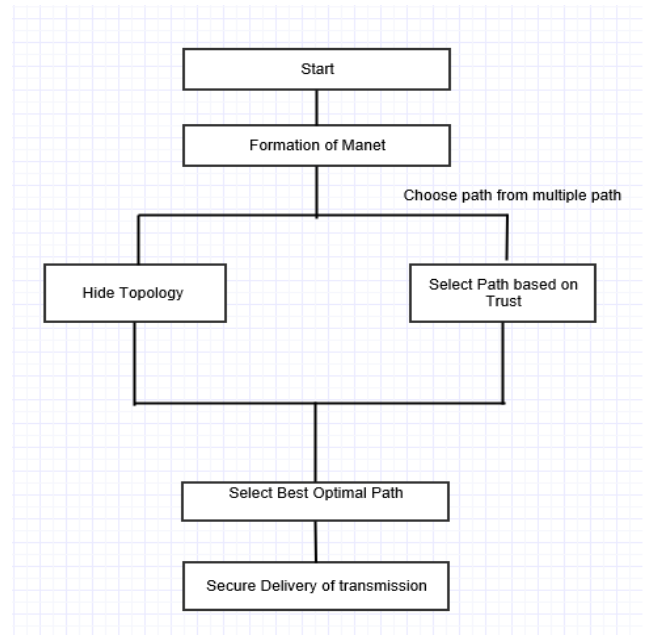 Start
Formation of Manet
Choose path from multiple path
Hide Topology
Select Path based on
Trust
Select Best Optimal Path
Secure Delivery of transmission